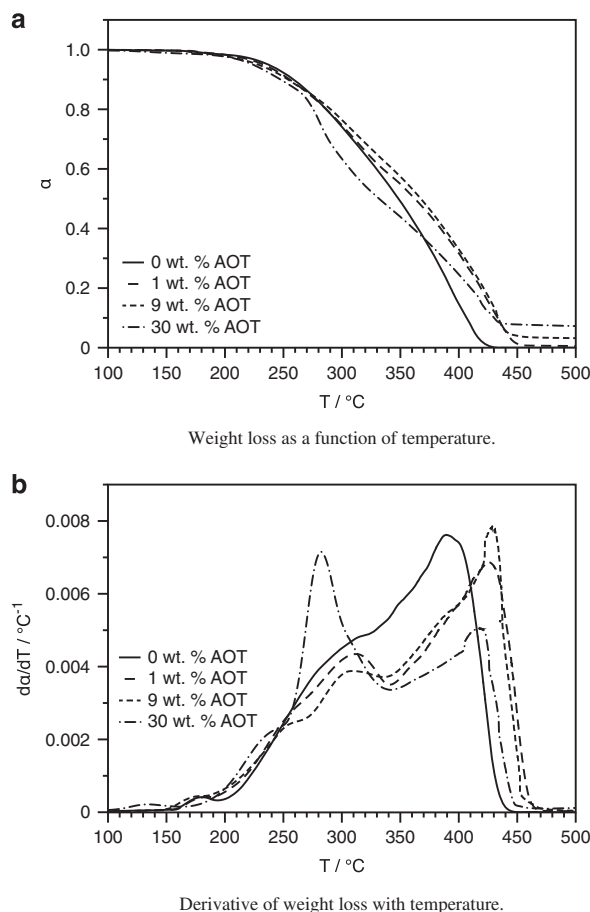 a
1.0
0.8
0.6
0.4
0.2
0
α
0 wt. % AOT
1 wt. % AOT
9 wt. % AOT
30 wt. % AOT
100 150 200 250 300 350 400 450 500
T / °C
Weight loss as a function of temperature.
b
0.008
0.006
0.004
0.002
0
dα/dT / °C⁻¹
0 wt. % AOT
1 wt. % AOT
9 wt. % AOT
30 wt. % AOT
100 150 200 250 300 350 400 450 500
T / °C
Derivative of weight loss with temperature.